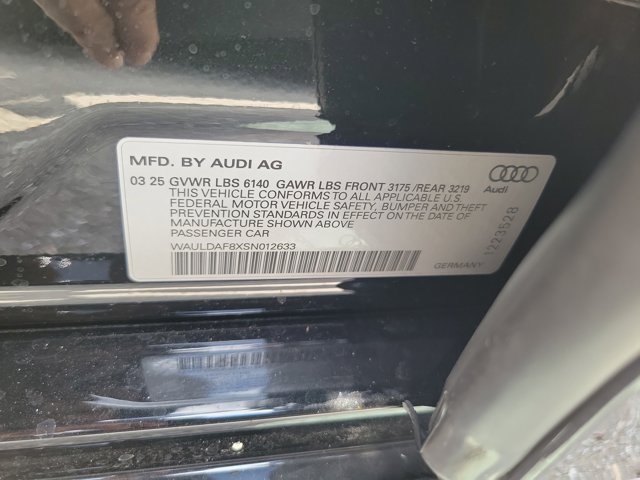 MFD. BY AUDI AG
03 25 GVWR LBS 6140 GAWR LBS FRONT 3175/REAR 3219
THIS VEHICLE CONFORMS TO ALL APPLICABLE U.S.
FEDERAL MOTOR VEHICLE SAFETY, BUMPER AND THEFT
PREVENTION STANDARDS IN EFFECT ON THE DATE OF
MANUFACTURE SHOWN ABOVE
PASSENGER CAR
WAULDAF8XSN012633
Audi
1223528
GERMANY